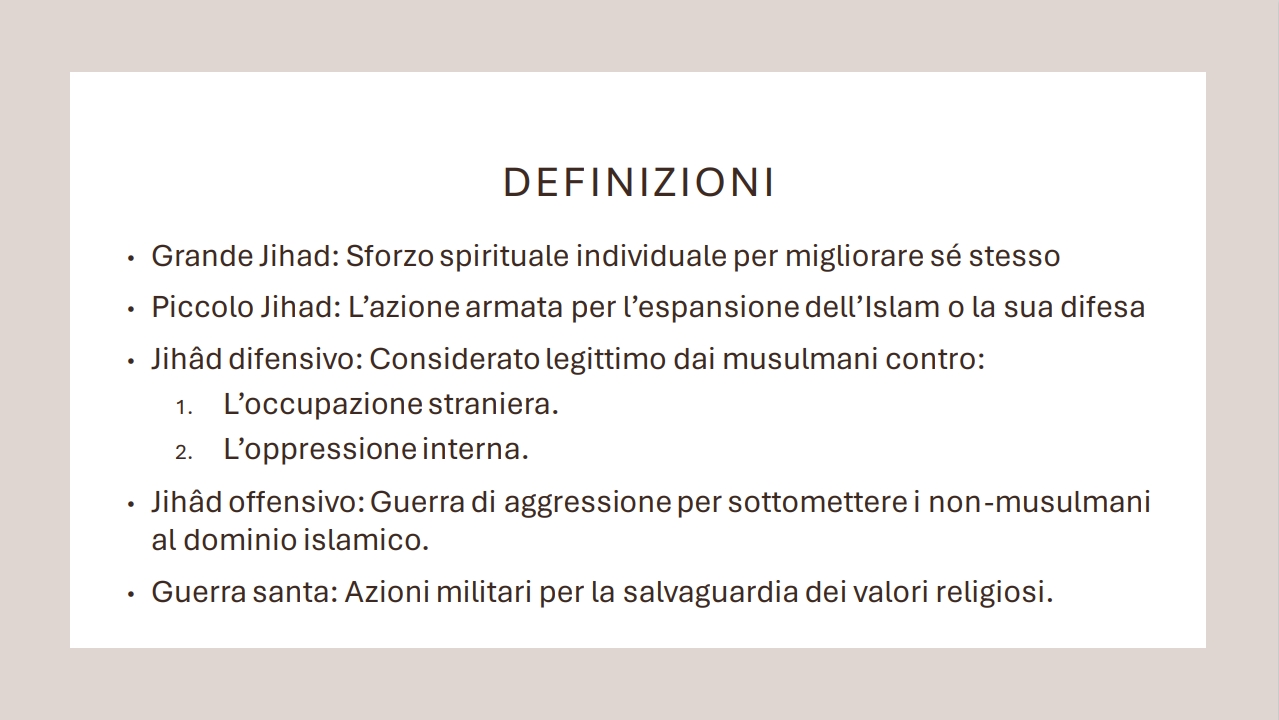 DEFINIZIONI
• Grande Jihad: Sforzo spirituale individuale per migliorare sé stesso
• Piccolo Jihad: L’azione armata per l’espansione dell’Islam o la sua difesa
• Jihâd difensivo: Considerato legittimo dai musulmani contro:
1. L’occupazione straniera.
2. L’oppressione interna.
• Jihâd offensivo: Guerra di aggressione per sottomettere i non-musulmani
al dominio islamico.
• Guerra santa: Azioni militari per la salvaguardia dei valori religiosi.